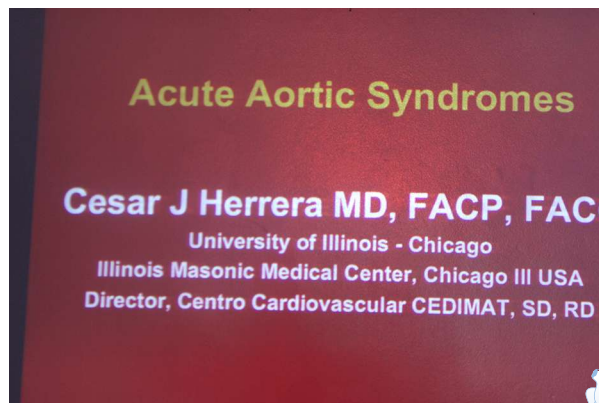 Acute Aortic Syndromes
Cesar J Herrera MD, FACP, FAC
University of Illinois - Chicago
Illinois Masonic Medical Center, Chicago Ill USA
Director, Centro Cardiovascular CEDIMAT, SD, RD